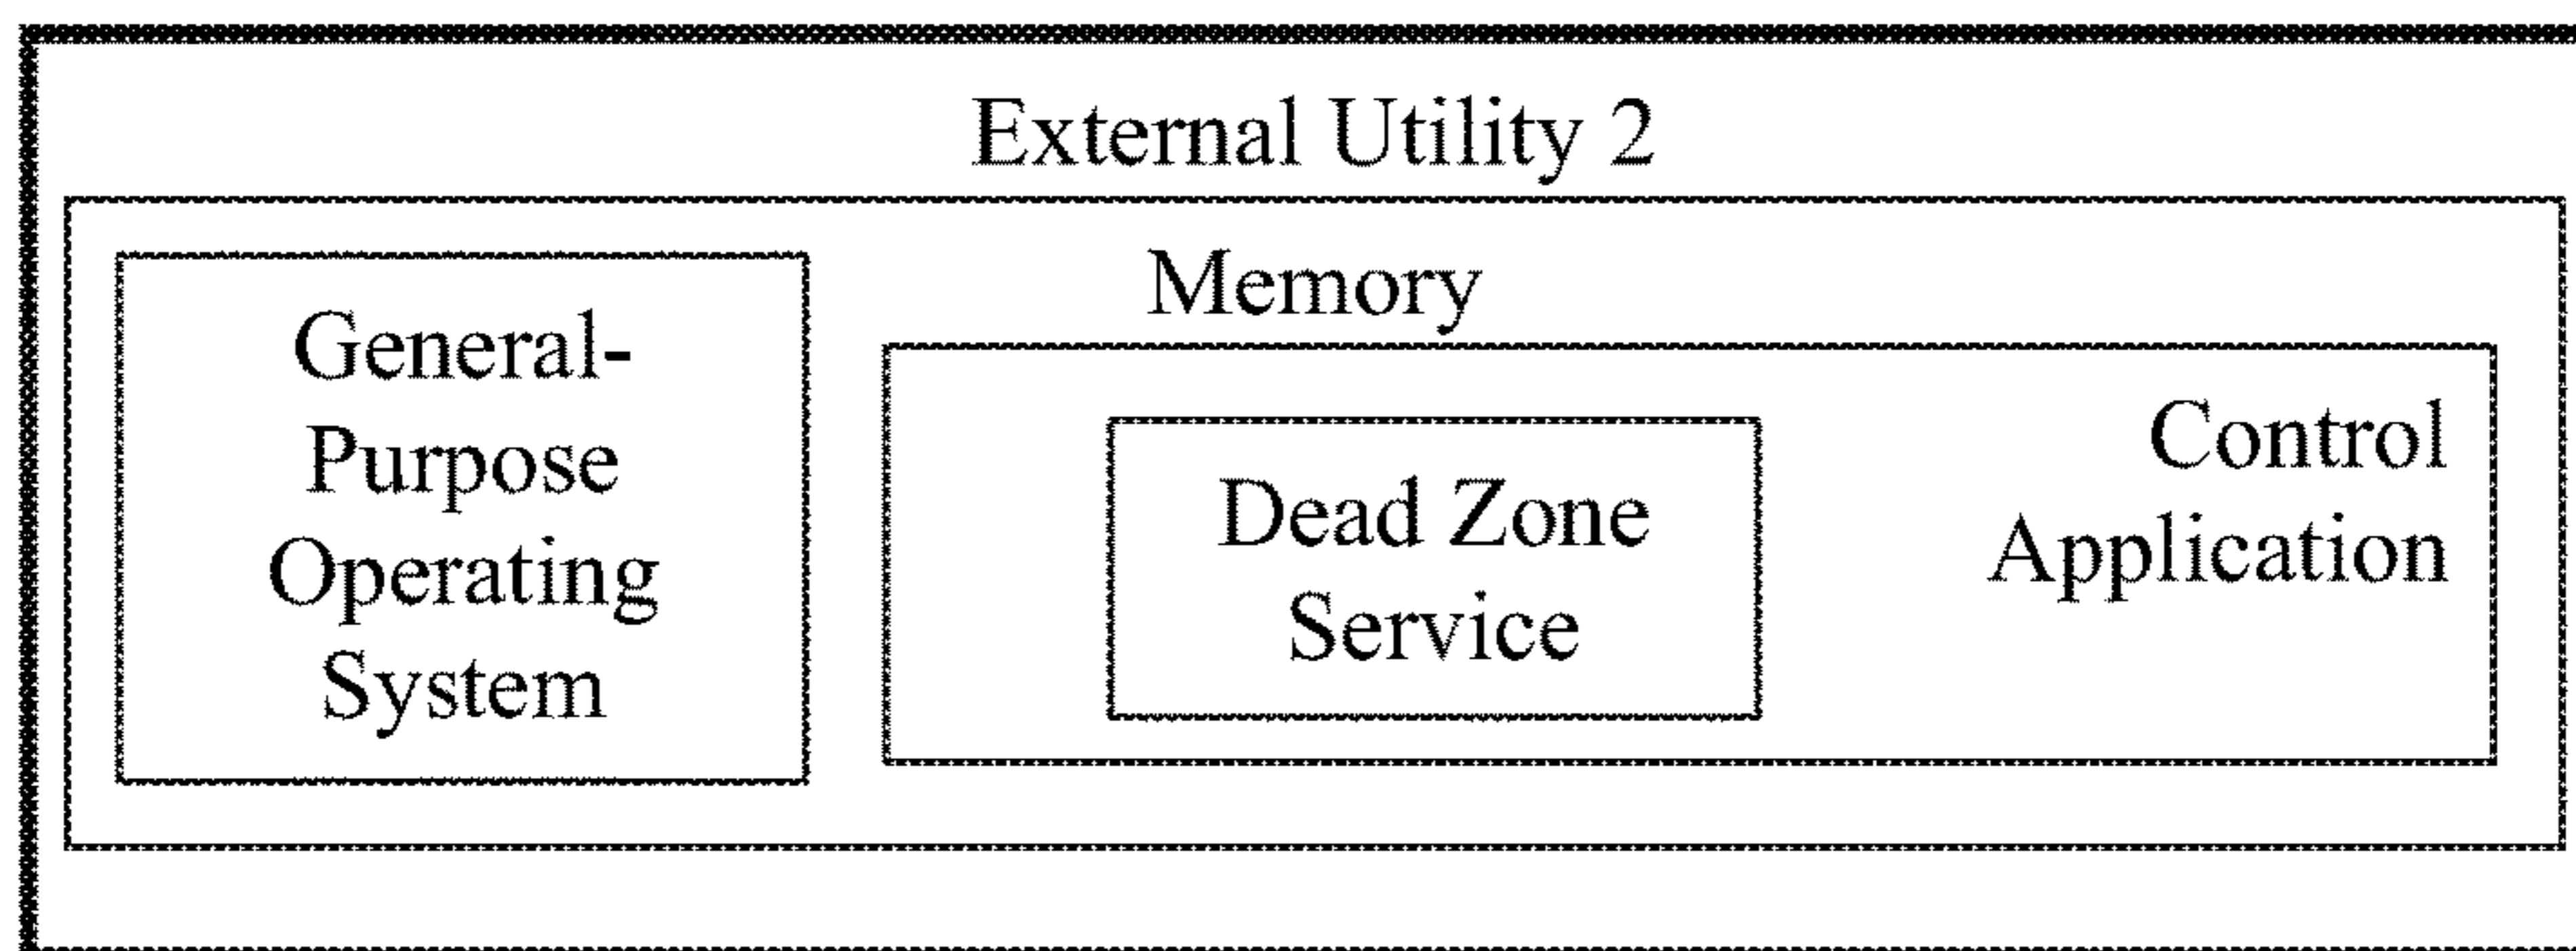 External Utility 2
Memory
General-
Purpose
Operating
System
Dead Zone
Service
Control
Application